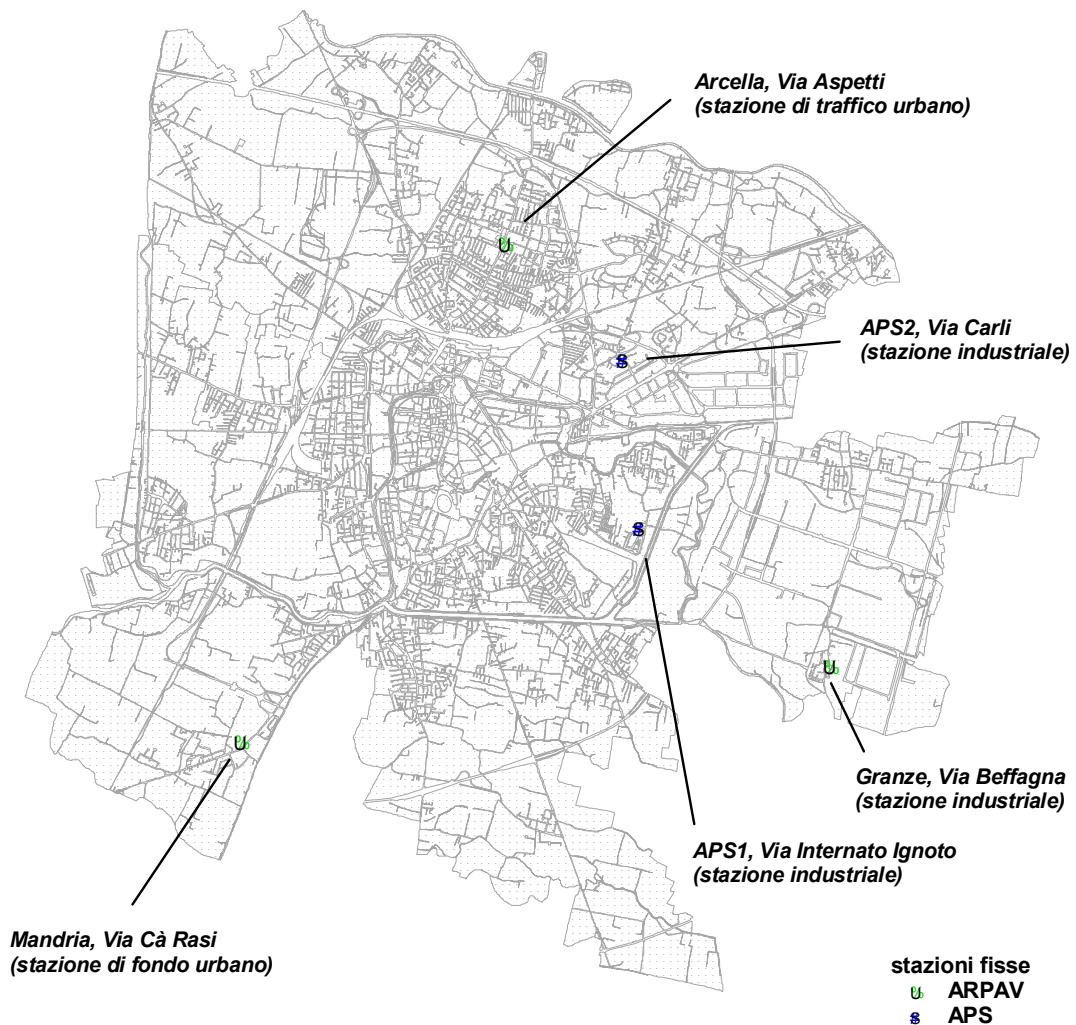 Arcella, Via Aspetti
(stazione di traffico urbano)
APS2, Via Carli
(stazione industriale)
Granze, Via Beffagna
(stazione industriale)
APS1, Via Internato Ignoto
(stazione industriale)
Mandria, Via Cà Rasi
(stazione di fondo urbano)
stazioni fisse
ARPAV
APS